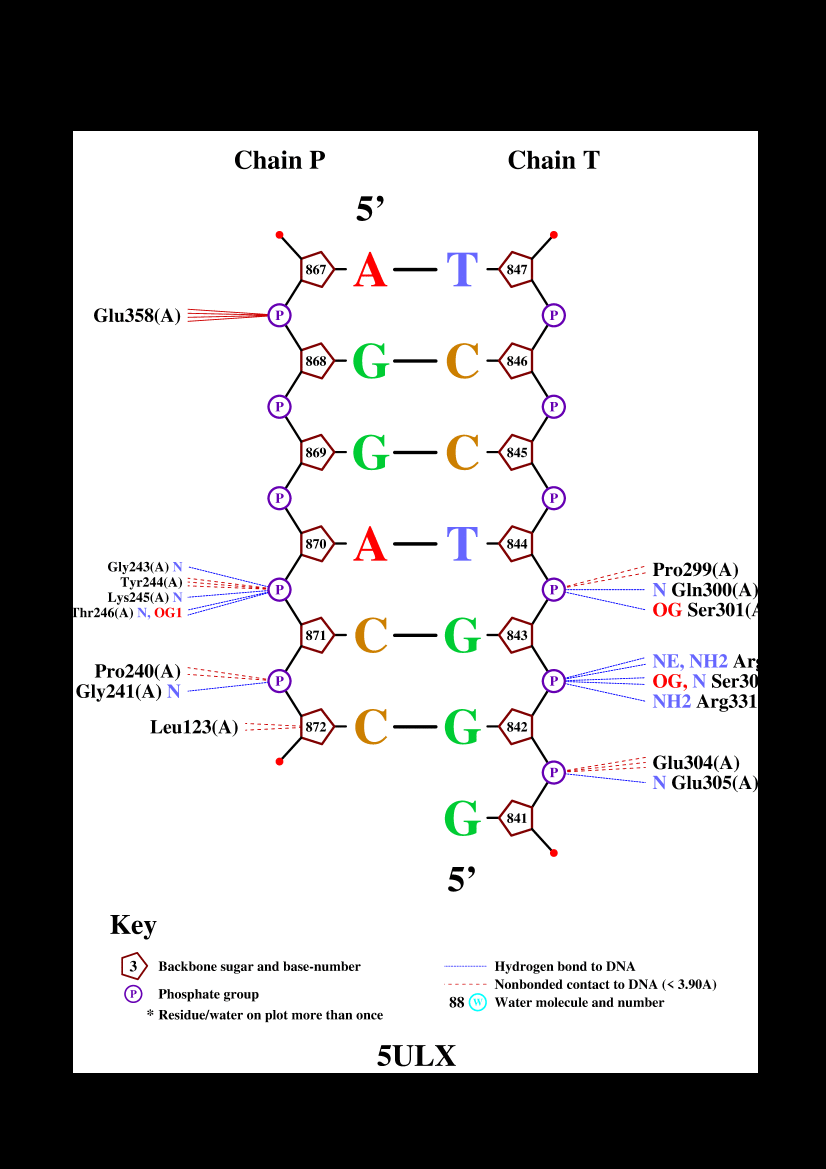 Chain P Chain T
5’
867 A T 847
P P
Glu358(A)
868 G C 846
P P
869 G C 845
P P
870 A T 844
Gly243(A) N
Tyr244(A)
Lys245(A) N
Thr246(A) N, OG1
P P
Pro299(A)
N Gln300(A)
OG Ser301(A
871 C G 843
Pro240(A)
Gly241(A) N
P P
NE, NH2 Arg
OG, N Ser30
NH2 Arg331
Leu123(A)
872 C G 842
P
Glu304(A)
N Glu305(A)
G 841
5’
Key
3 Backbone sugar and base-number
P Phosphate group
* Residue/water on plot more than once
Hydrogen bond to DNA
Nonbonded contact to DNA (< 3.90A)
88 W Water molecule and number
5ULX